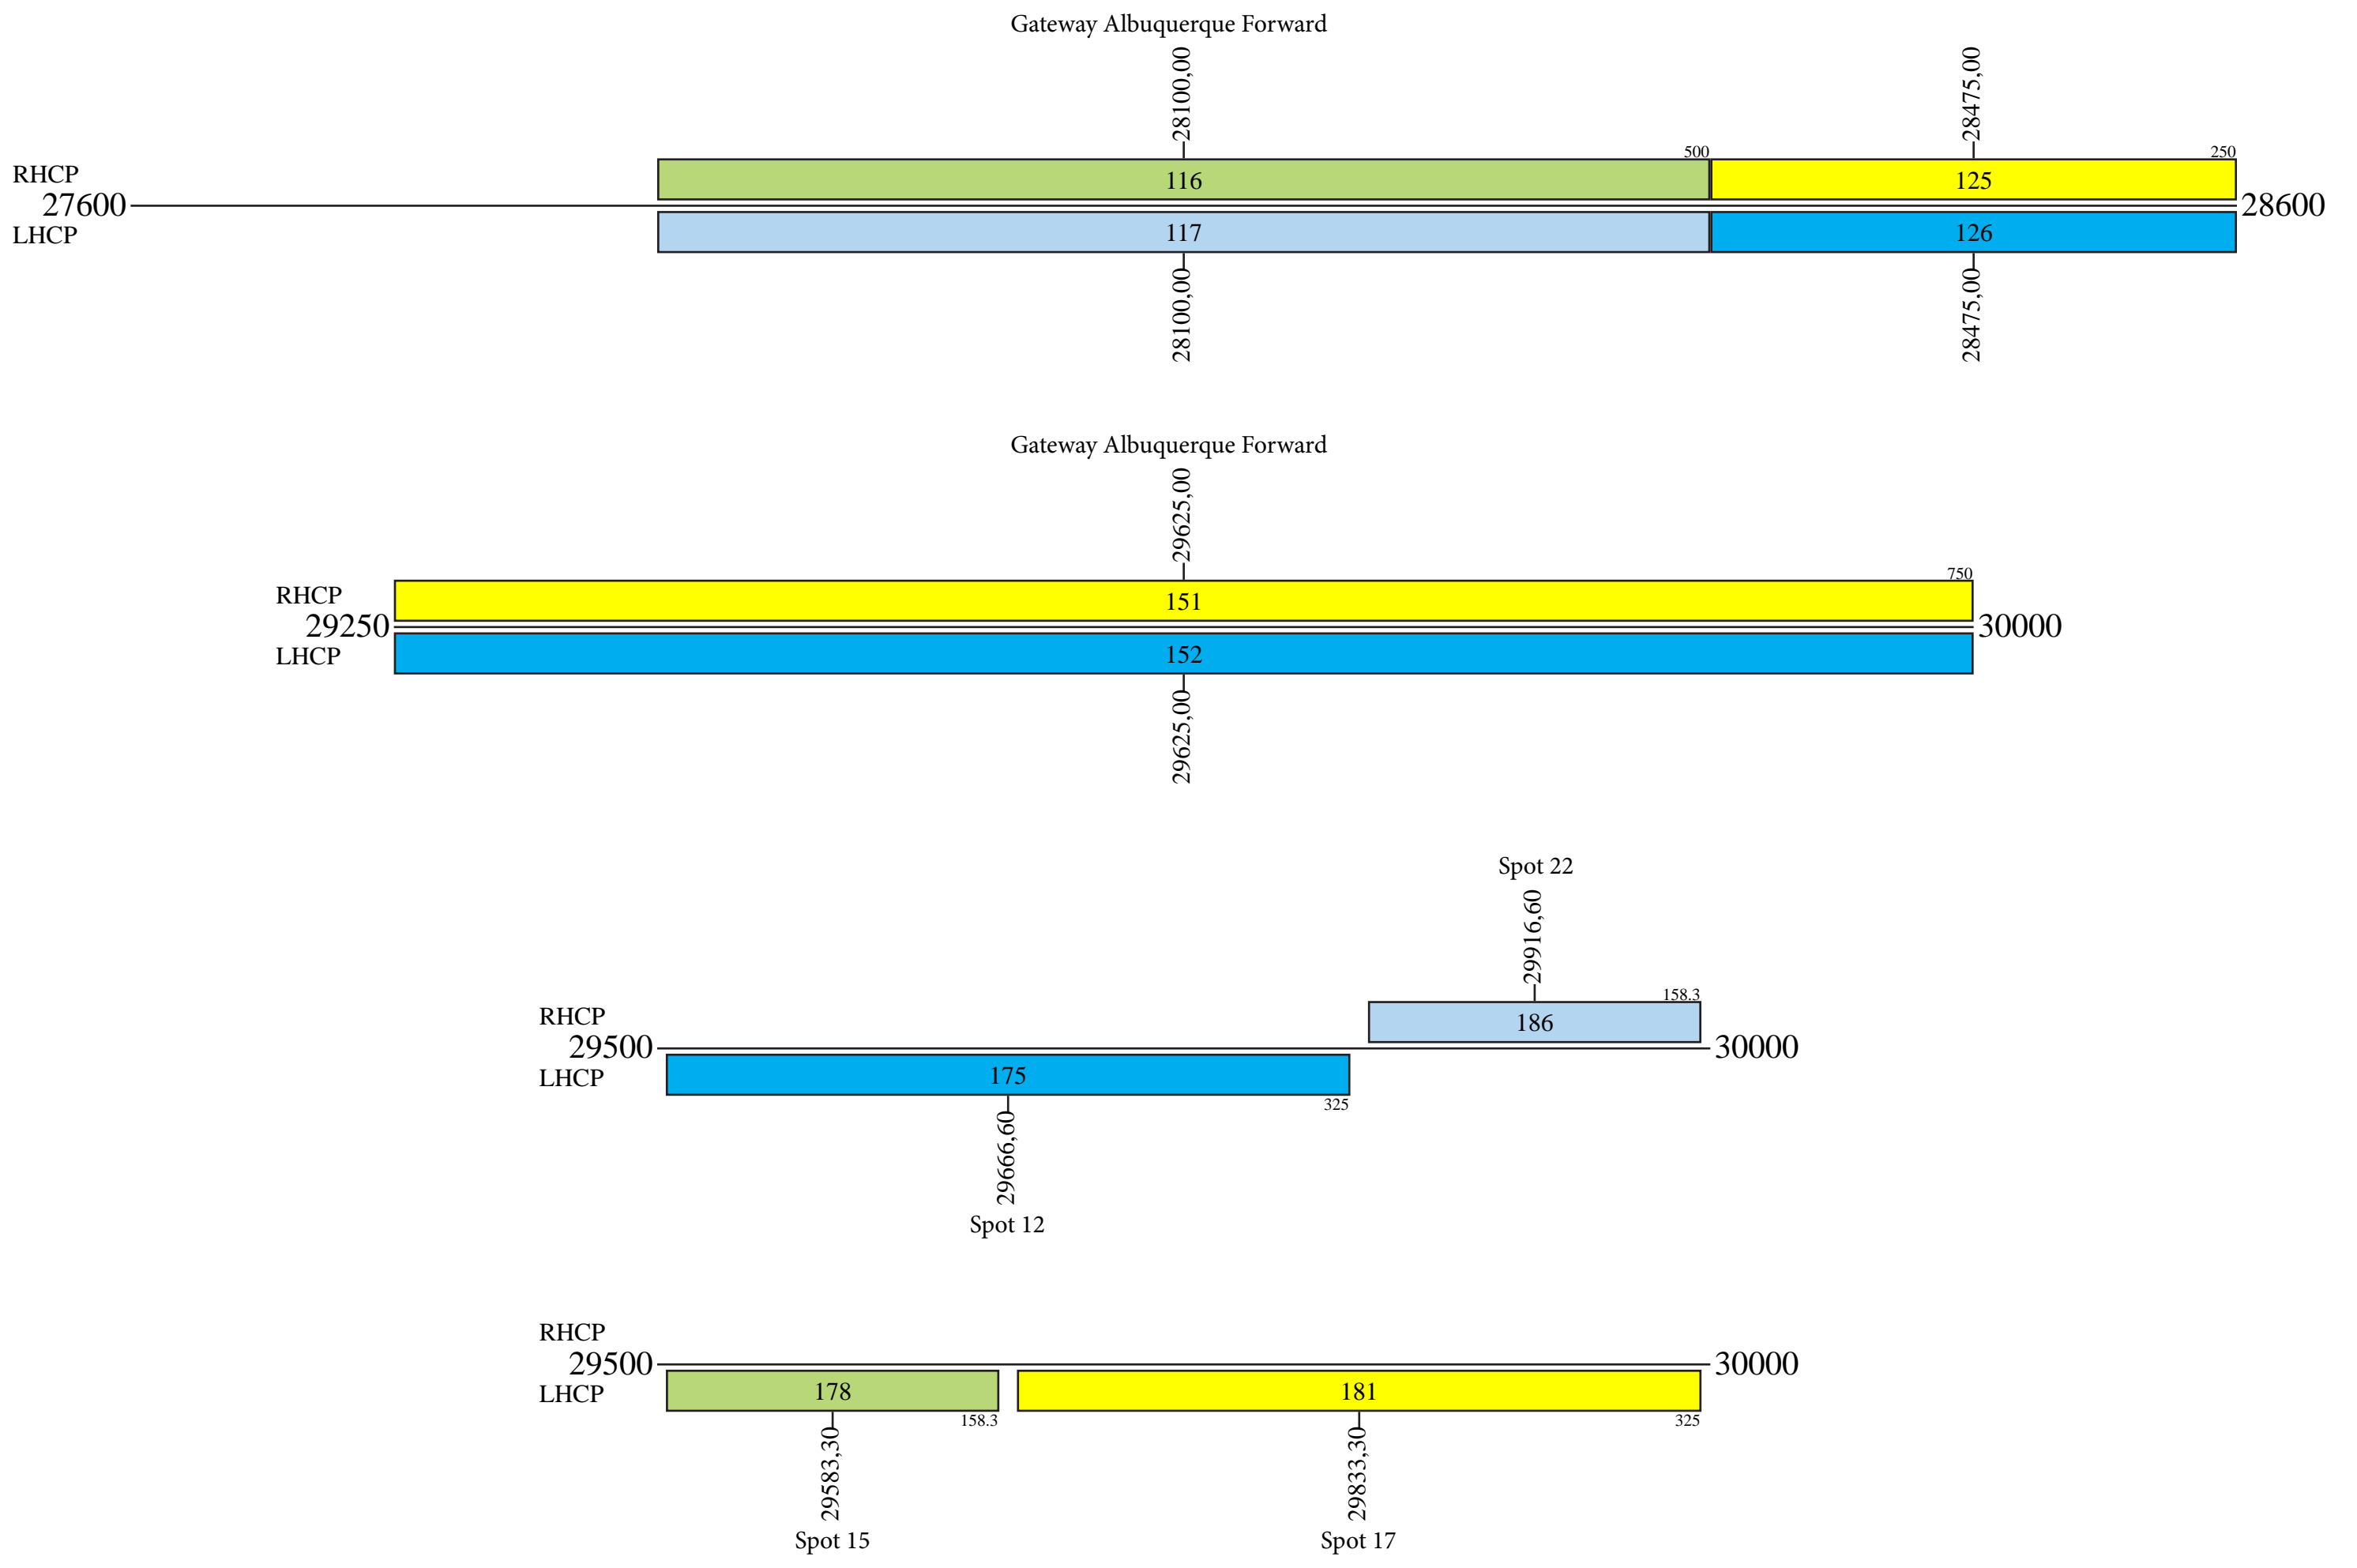 Gateway Albuquerque Forward
28100,00 28475,00
500 250
RHCP 116 125
27600 28600
LHCP 117 126
28100,00 28475,00
Gateway Albuquerque Forward
29625,00
750
RHCP 151
29250 30000
LHCP 152
29625,00
Spot 22
29916,60
158.3
RHCP 186
29500 30000
LHCP 175
325
29666,60
Spot 12
RHCP
29500 30000
LHCP 178 181
158.3 325
29583,30 29833,30
Spot 15 Spot 17